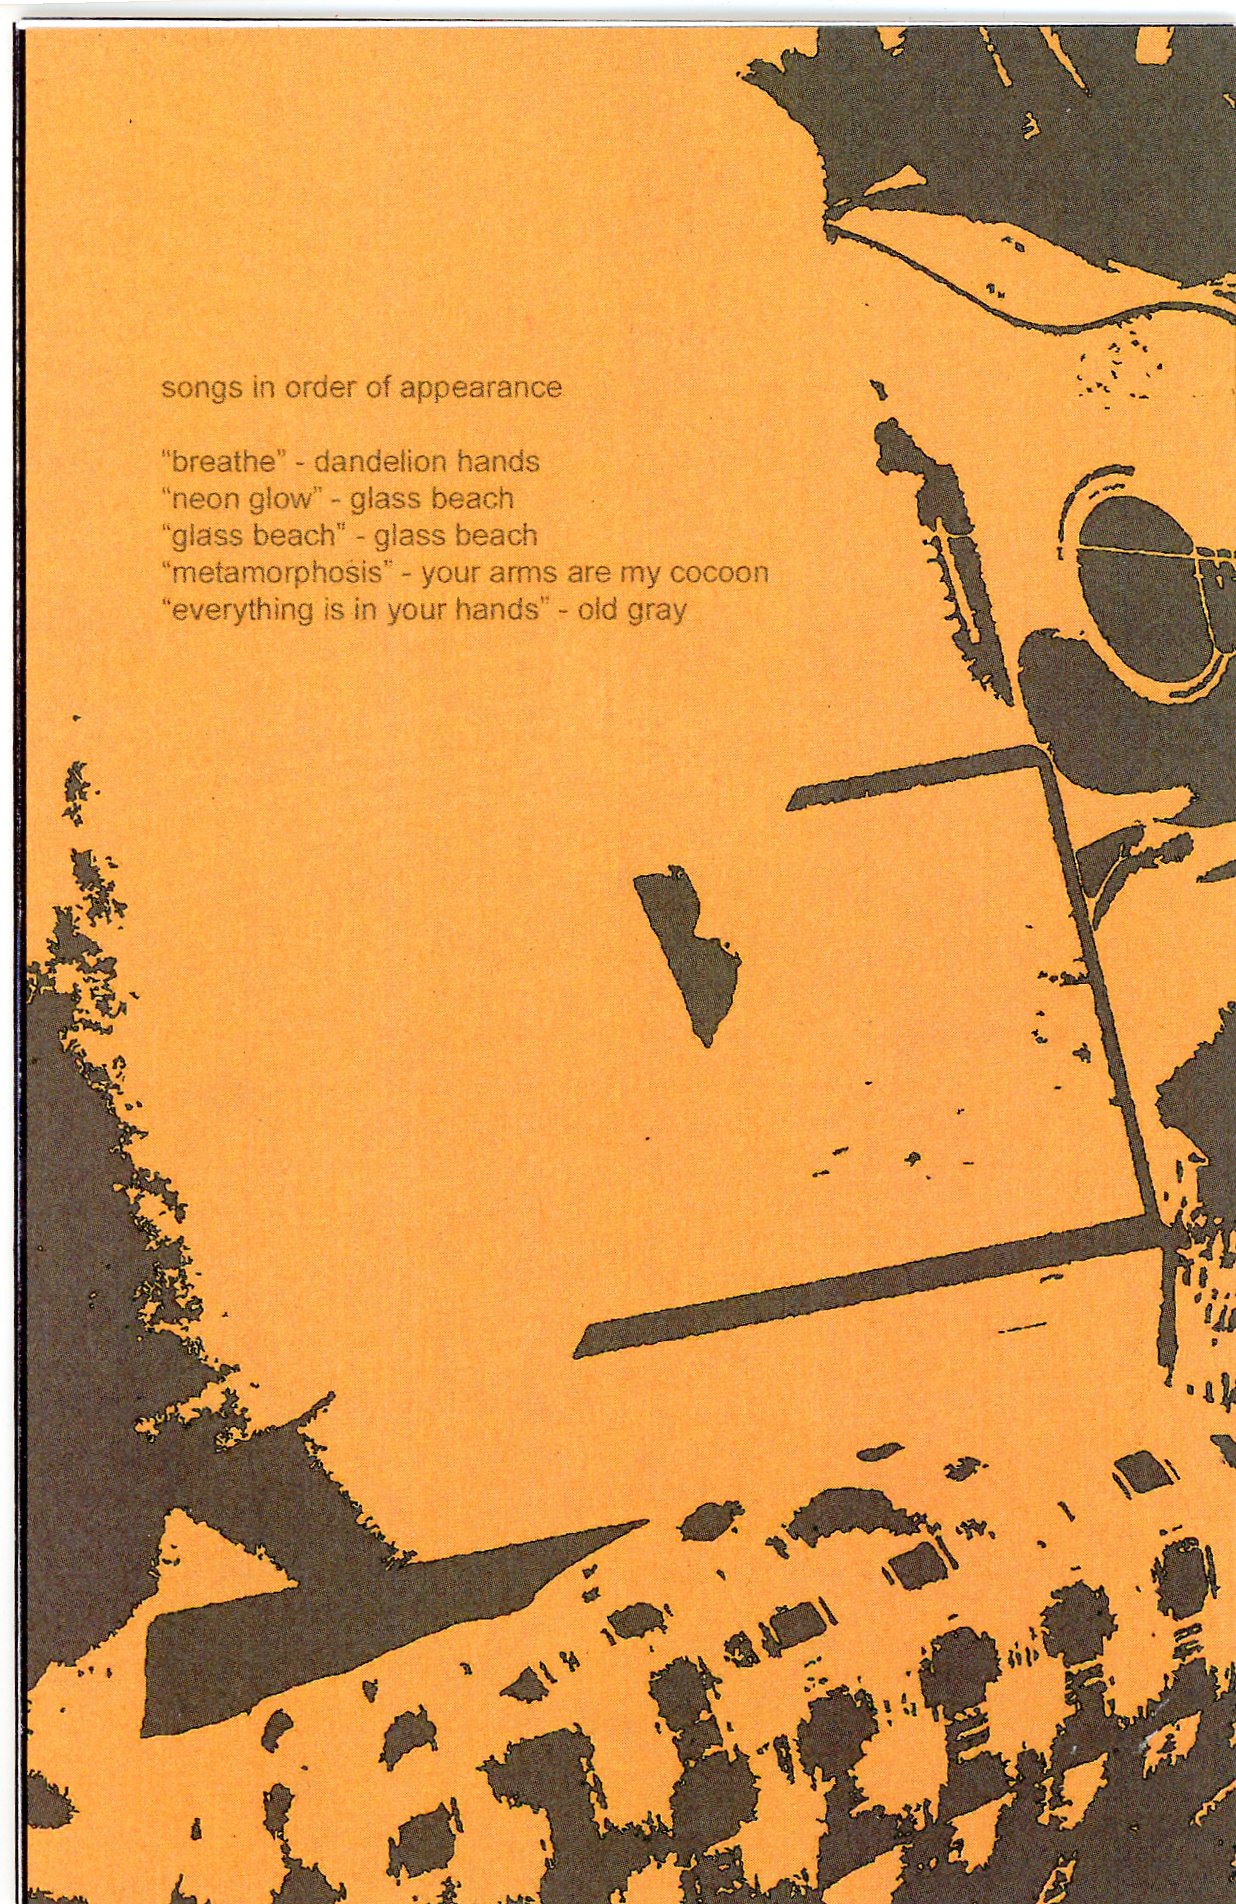 songs in order of appearance
“breathe” - dandelion hands
“neon glow” - glass beach
“glass beach” - glass beach
“metamorphosis” - your arms are my cocoon
“everything is in your hands” - old gray